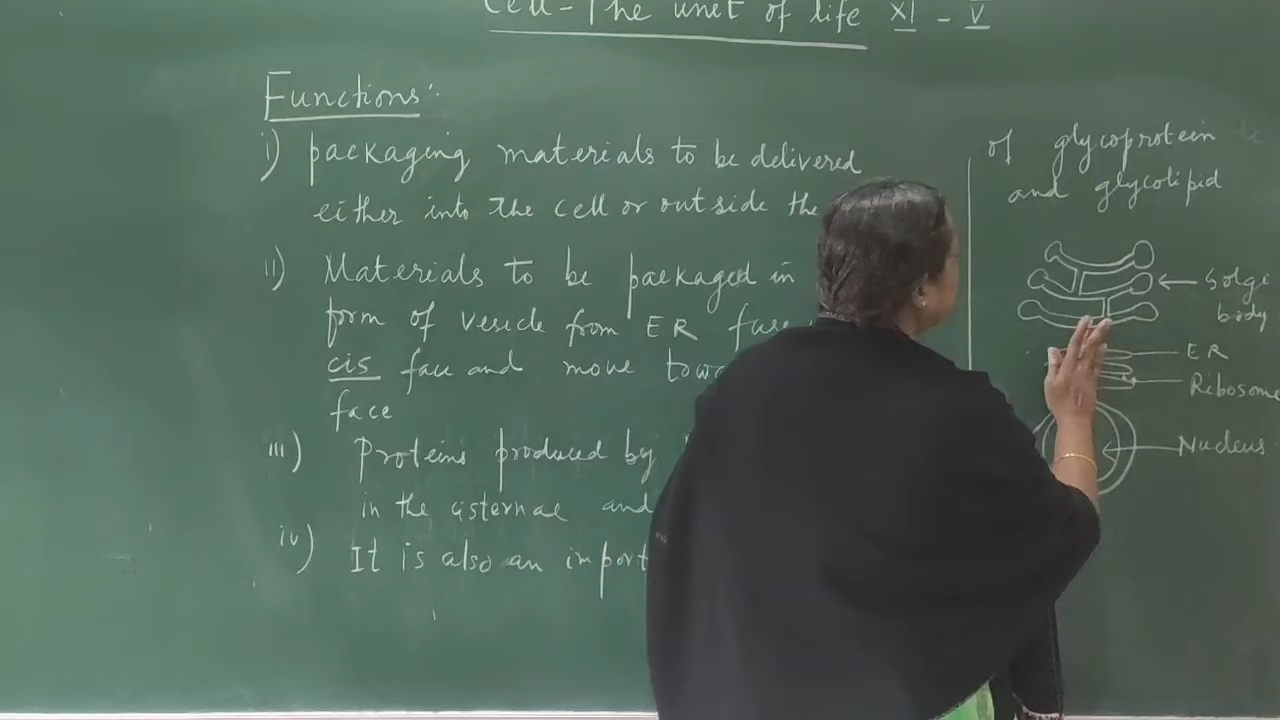 Cell - The unit of life XI - V
Functions:
i) packaging materials to be delivered
either into the cell or outside the
ii) Materials to be packaged in
form of vesicle from ER fuse
cis face and move towa
face
iii) Proteins produced by
in the cisternae and
iv) It is also an import
of glycoprotein
and glycolipid
Golgi
body
ER
Ribosome
Nucleus